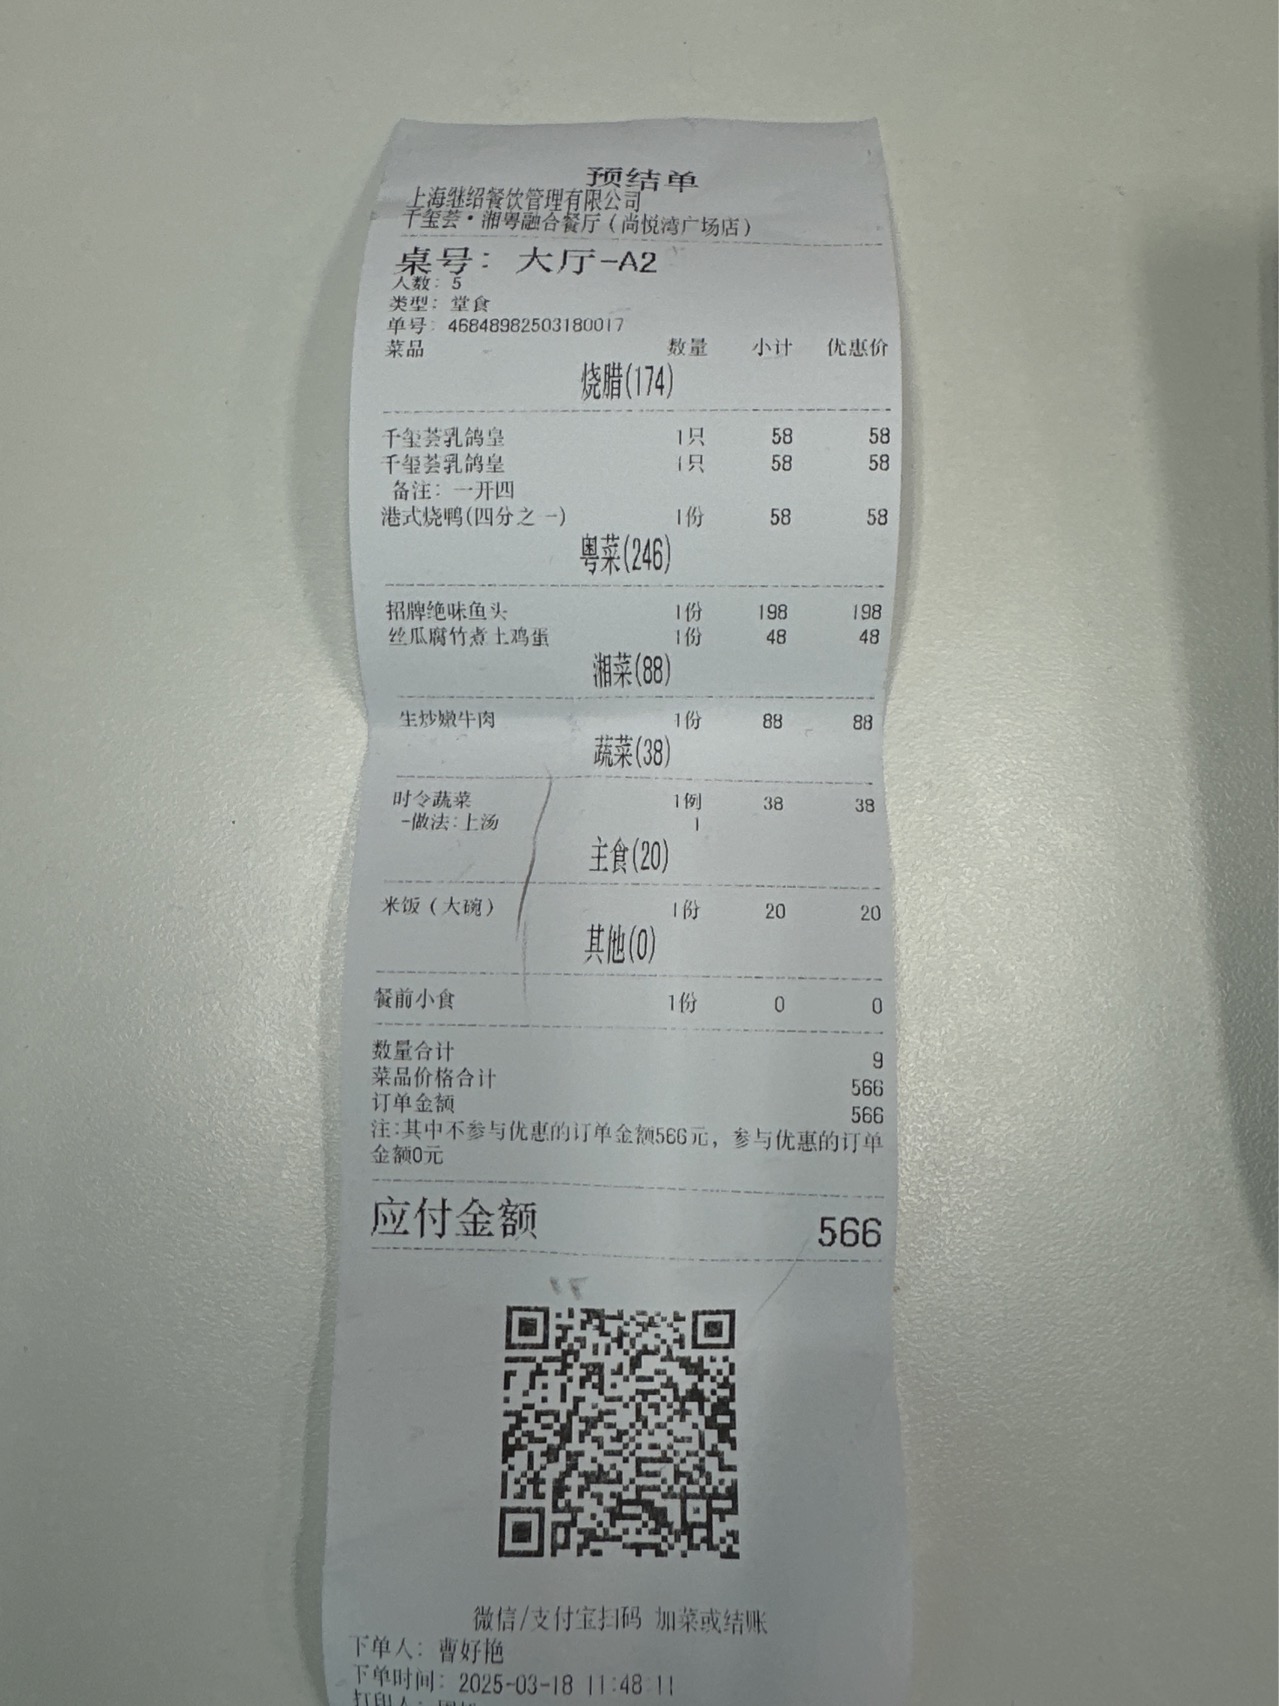 预结单
上海继绍餐饮管理有限公司
千玺荟·湘粤融合餐厅(尚悦湾广场店)
桌号: 大厅-A2
人数: 5
类型: 堂食
单号: 46848982503180017
菜品 数量 小计 优惠价
烧腊(174)
千玺荟乳鸽皇 1只 58 58
千玺荟乳鸽皇 1只 58 58
备注: 一开四
港式烧鸭(四分之一) 1份 58 58
粤菜(246)
招牌绝味鱼头 1份 198 198
丝瓜腐竹煮土鸡蛋 1份 48 48
湘菜(88)
生炒嫩牛肉 1份 88 88
蔬菜(38)
时令蔬菜 1例 38 38
-做法:上汤 1
主食(20)
米饭(大碗) 1份 20 20
其他(0)
餐前小食 1份 0 0
数量合计 9
菜品价格合计 566
订单金额 566
注:其中不参与优惠的订单金额566元,参与优惠的订单
金额0元
应付金额 566
微信/支付宝扫码 加菜或结账
下单人: 曹好艳
下单时间: 2025-03-18 11:48:11
打印人: